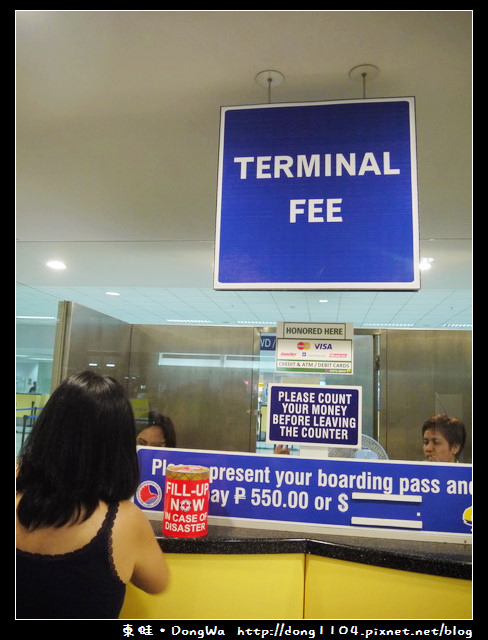 TERMINAL
FEE
HONORED HERE
VISA
CREDIT & ATM / DEBIT CARDS
VD /
PLEASE COUNT
YOUR MONEY
BEFORE LEAVING
THE COUNTER
present your boarding pass and
ay ₱ 550.00 or $
FILL-UP
NOW
IN CASE OF
DISASTER
東蛙・DongWa http://dong1104.pixnet.net/blog